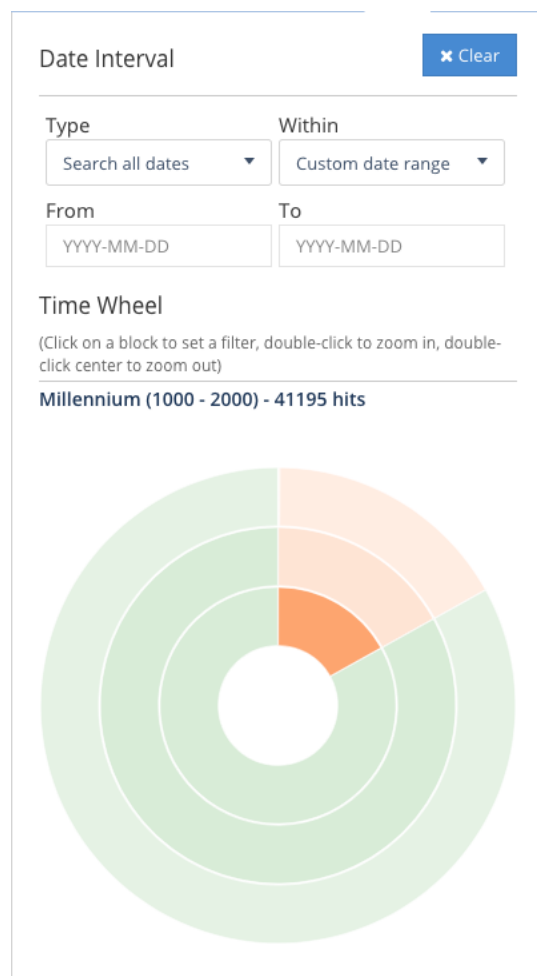 Date Interval
✖ Clear
Type Within
Search all dates Custom date range
From To
YYYY-MM-DD YYYY-MM-DD
Time Wheel
(Click on a block to set a filter, double-click to zoom in, double-
click center to zoom out)
Millennium (1000 - 2000) - 41195 hits